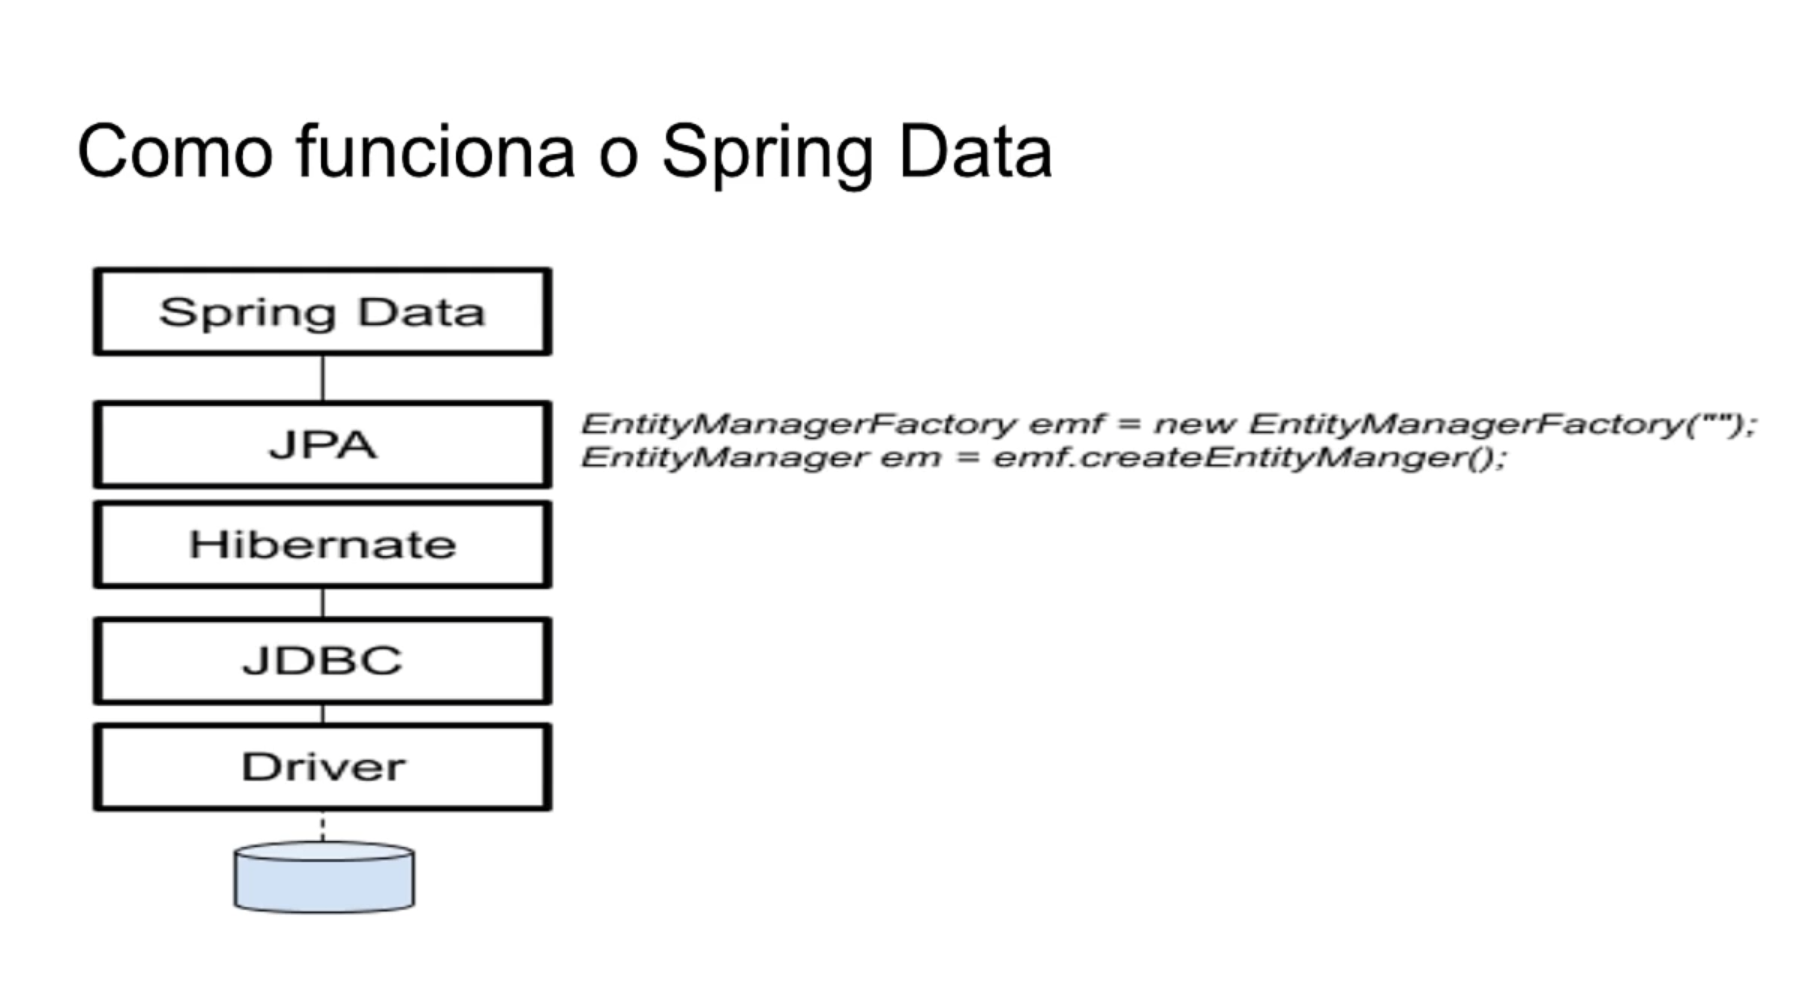 Como funciona o Spring Data
Spring Data
JPA
EntityManagerFactory emf = new EntityManagerFactory("");
EntityManager em = emf.createEntityManger();
Hibernate
JDBC
Driver